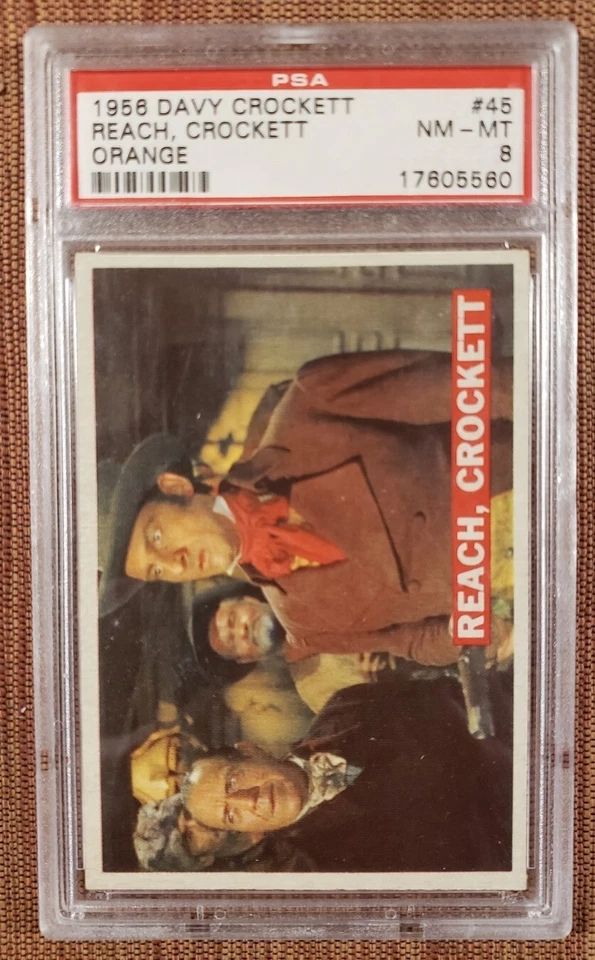 PSA
1956 DAVY CROCKETT #45
REACH, CROCKETT NM - MT
ORANGE 8
17605560
REACH, CROCKETT